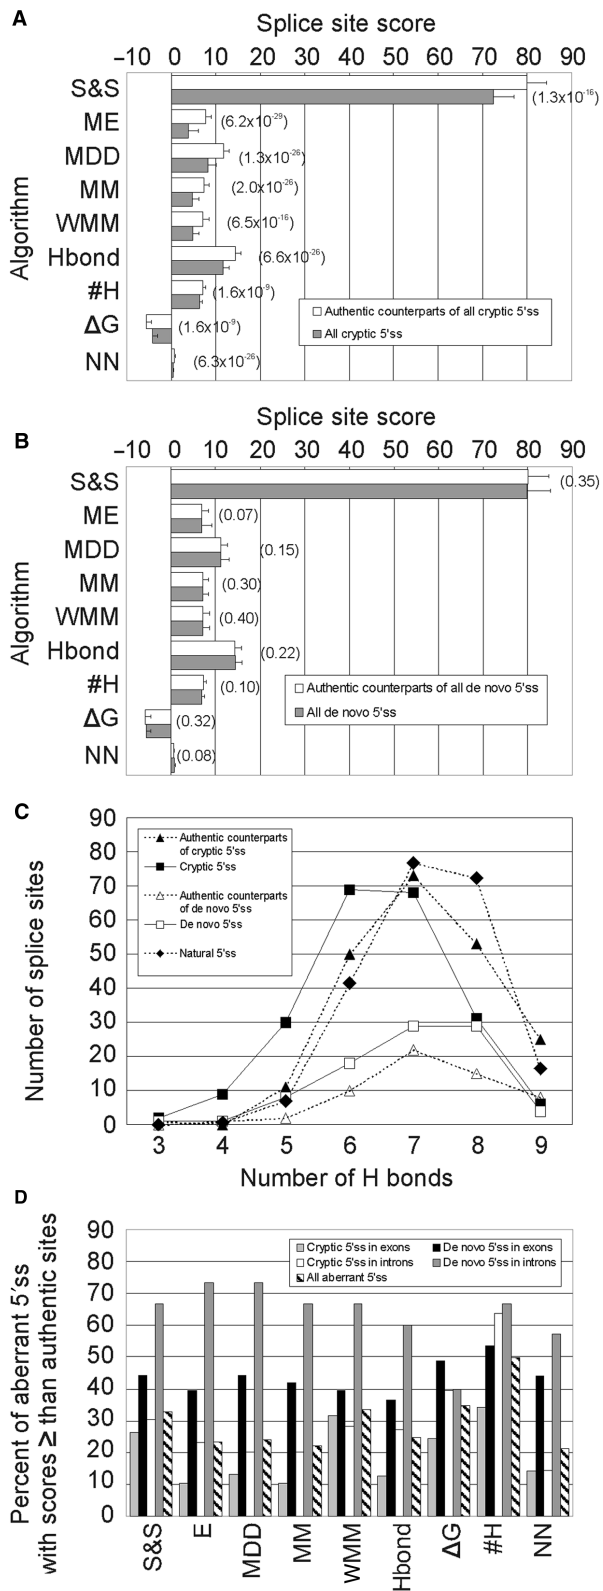 A
Splice site score
–10 0 10 20 30 40 50 60 70 80 90
Algorithm
S&S (1.3x10-16)
ME (6.2x10-29)
MDD (1.3x10-26)
MM (2.0x10-26)
WMM (6.5x10-16)
Hbond (6.6x10-26)
#H (1.6x10-9)
ΔG (1.6x10-9)
NN (6.3x10-26)
Authentic counterparts of all cryptic 5'ss
All cryptic 5'ss
B
Splice site score
–10 0 10 20 30 40 50 60 70 80 90
Algorithm
S&S (0.35)
ME (0.07)
MDD (0.15)
MM (0.30)
WMM (0.40)
Hbond (0.22)
#H (0.10)
ΔG (0.32)
NN (0.08)
Authentic counterparts of all de novo 5'ss
All de novo 5'ss
C
Number of splice sites
90
80
70
60
50
40
30
20
10
0
Authentic counterparts
of cryptic 5'ss
Cryptic 5'ss
Authentic counterparts
of de novo 5'ss
De novo 5'ss
Natural 5'ss
3 4 5 6 7 8 9
Number of H bonds
D
Percent of aberrant 5′ss
with scores ≥ than authentic sites
90
80
70
60
50
40
30
20
10
0
Cryptic 5'ss in exons
De novo 5'ss in exons
Cryptic 5'ss in introns
De novo 5'ss in introns
All aberrant 5'ss
S&S E MDD MM WMM Hbond ΔG #H NN